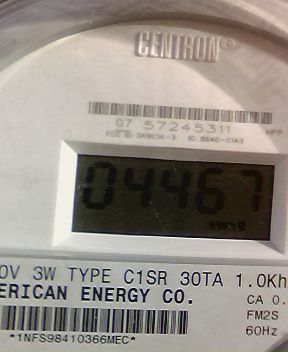 CENTRON®
07 57245311
04467
kWh
0V 3W TYPE C1SR 30TA 1.0Kh
ERICAN ENERGY CO.
CA 0.
FM2S
60Hz
*1NFS98410366MEC*